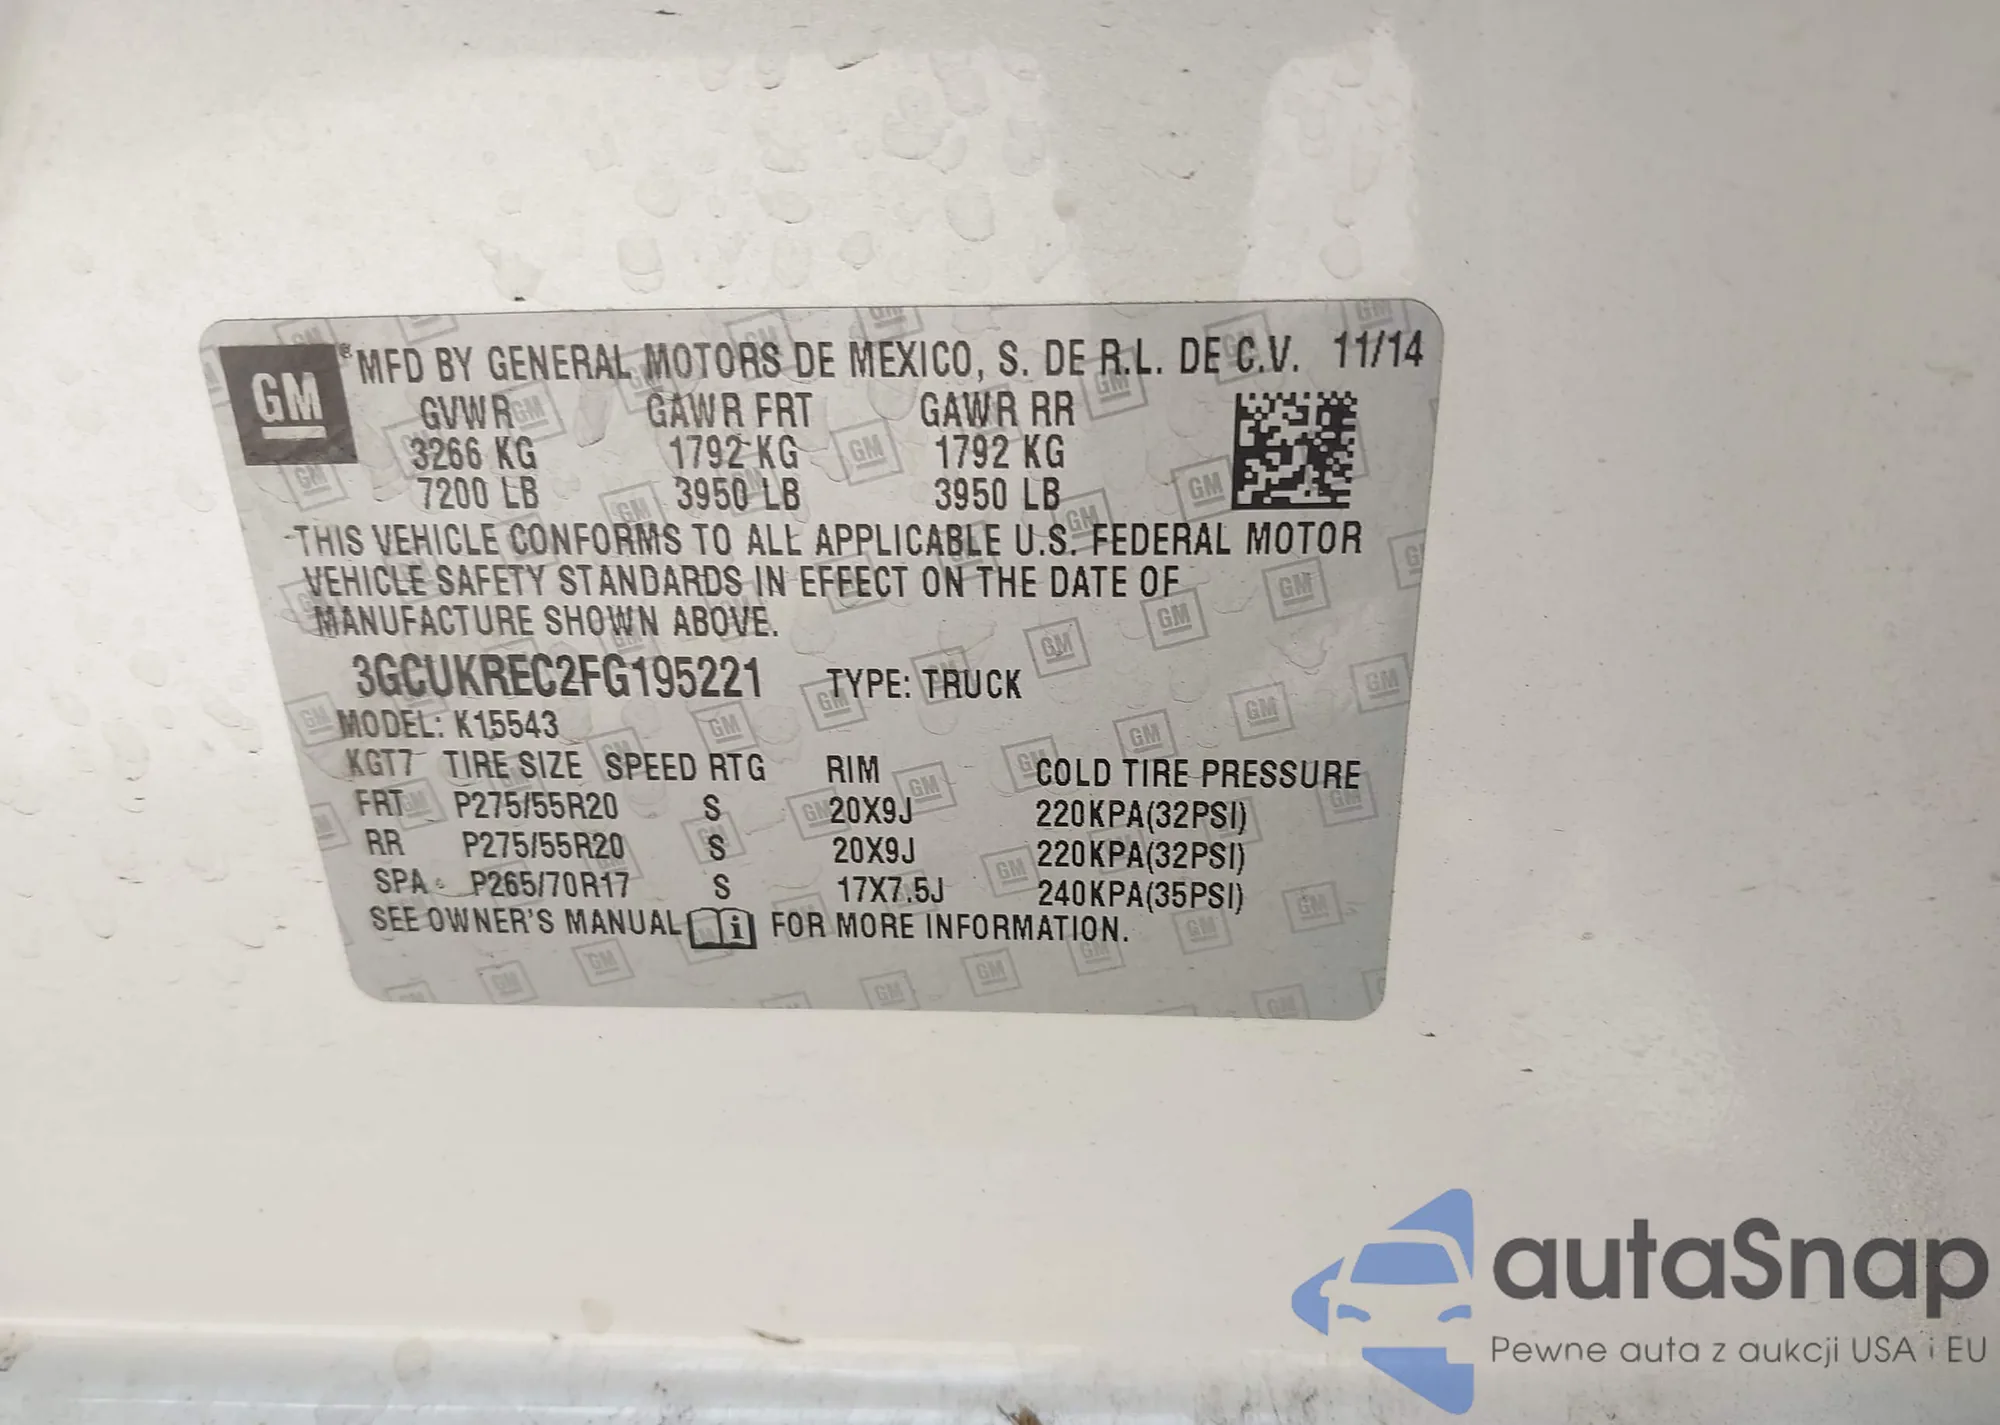 GM ® MFD BY GENERAL MOTORS DE MEXICO, S. DE R.L. DE C.V. 11/14
GVWR GAWR FRT GAWR RR
3266 KG 1792 KG 1792 KG
7200 LB 3950 LB 3950 LB
THIS VEHICLE CONFORMS TO ALL APPLICABLE U.S. FEDERAL MOTOR
VEHICLE SAFETY STANDARDS IN EFFECT ON THE DATE OF
MANUFACTURE SHOWN ABOVE.
3GCUKREC2FG195221 TYPE: TRUCK
MODEL: K15543
KGT7 TIRE SIZE SPEED RTG RIM COLD TIRE PRESSURE
FRT P275/55R20 S 20X9J 220KPA(32PSI)
RR P275/55R20 S 20X9J 220KPA(32PSI)
SPA P265/70R17 S 17X7.5J 240KPA(35PSI)
SEE OWNER'S MANUAL i FOR MORE INFORMATION.
autaSnap
Pewne auta z aukcji USA i EU